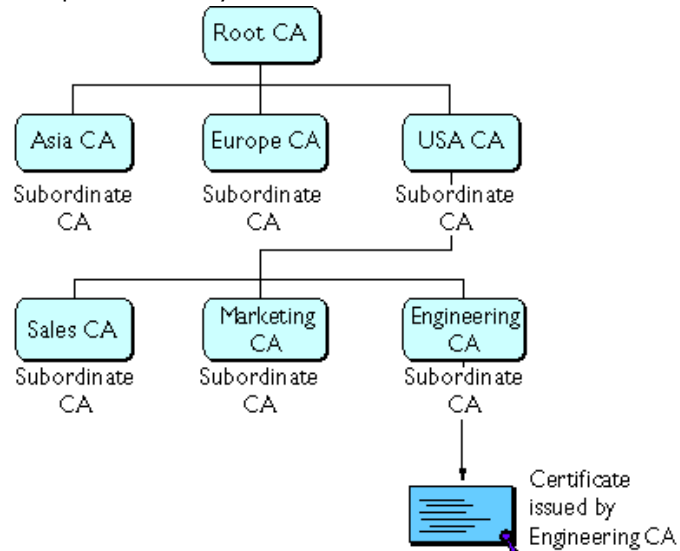 Root CA
Asia CA
Europe CA
USA CA
Subordinate
CA
Subordinate
CA
Subordinate
CA
Sales CA
Marketing
CA
Engineering
CA
Subordinate
CA
Subordinate
CA
Subordinate
CA
Certificate
issued by
Engineering CA